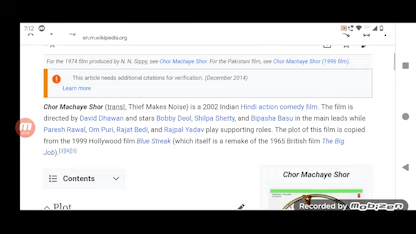 7:12
en.m.wikipedia.org
For the 1974 film produced by N. N. Sippy, see Chor Machaye Shor. For the Pakistani film, see Chor Machaye Shor (1996 film).
This article needs additional citations for verification. (December 2014)
Learn more
Chor Machaye Shor (transl. Thief Makes Noise) is a 2002 Indian Hindi action comedy film. The film is
directed by David Dhawan and stars Bobby Deol, Shilpa Shetty, and Bipasha Basu in the main leads while
Paresh Rawal, Om Puri, Rajat Bedi, and Rajpal Yadav play supporting roles. The plot of this film is copied
from the 1999 Hollywood film Blue Streak (which itself is a remake of the 1965 British film The Big
Job).
Contents
Chor Machaye Shor
Plot
Recorded by MOBIZEN